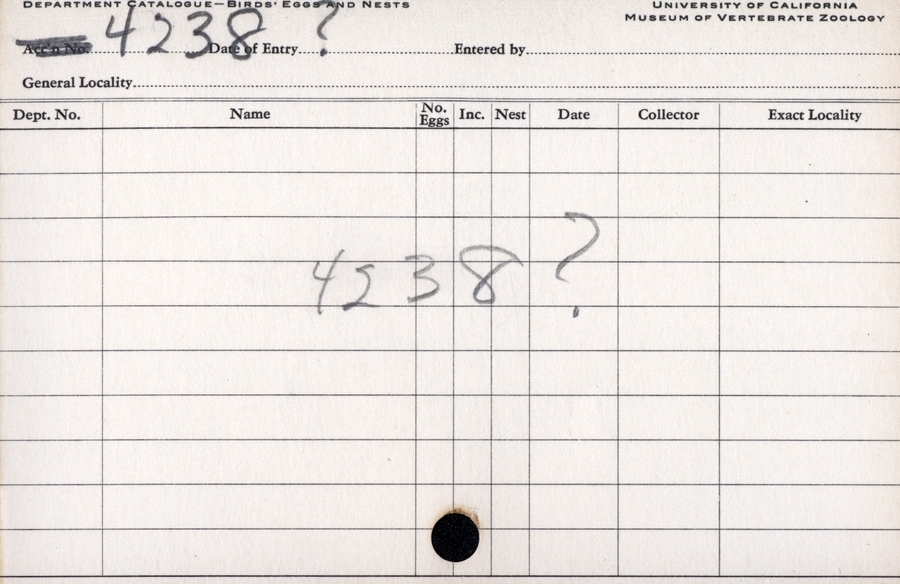 DEPARTMENT CATALOGUE—BIRDS' EGGS AND NESTS
UNIVERSITY OF CALIFORNIA
MUSEUM OF VERTEBRATE ZOOLOGY
4238 ?
Acc'n No. Date of Entry Entered by
General Locality
Dept. No. Name No. Eggs Inc. Nest Date Collector Exact Locality
4238 ?